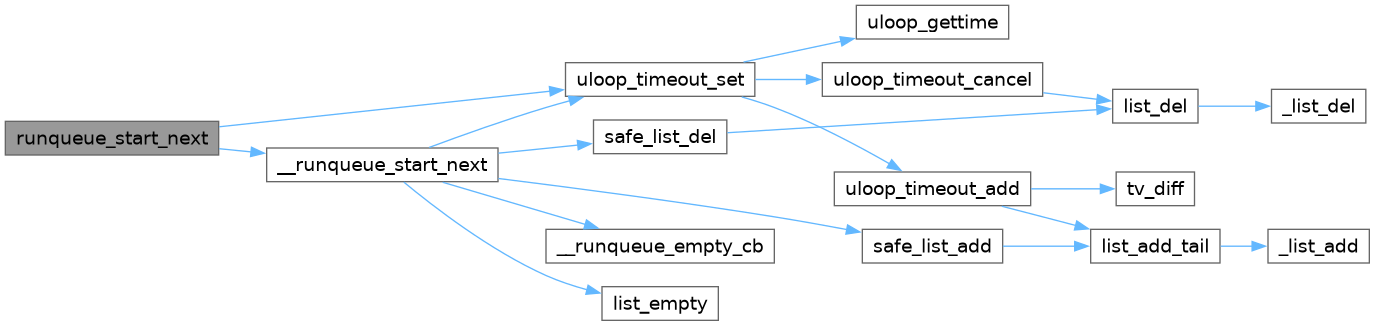 uloop_gettime
uloop_timeout_set
uloop_timeout_cancel
list_del
_list_del
runqueue_start_next
safe_list_del
__runqueue_start_next
uloop_timeout_add
tv_diff
__runqueue_empty_cb
safe_list_add
list_add_tail
_list_add
list_empty